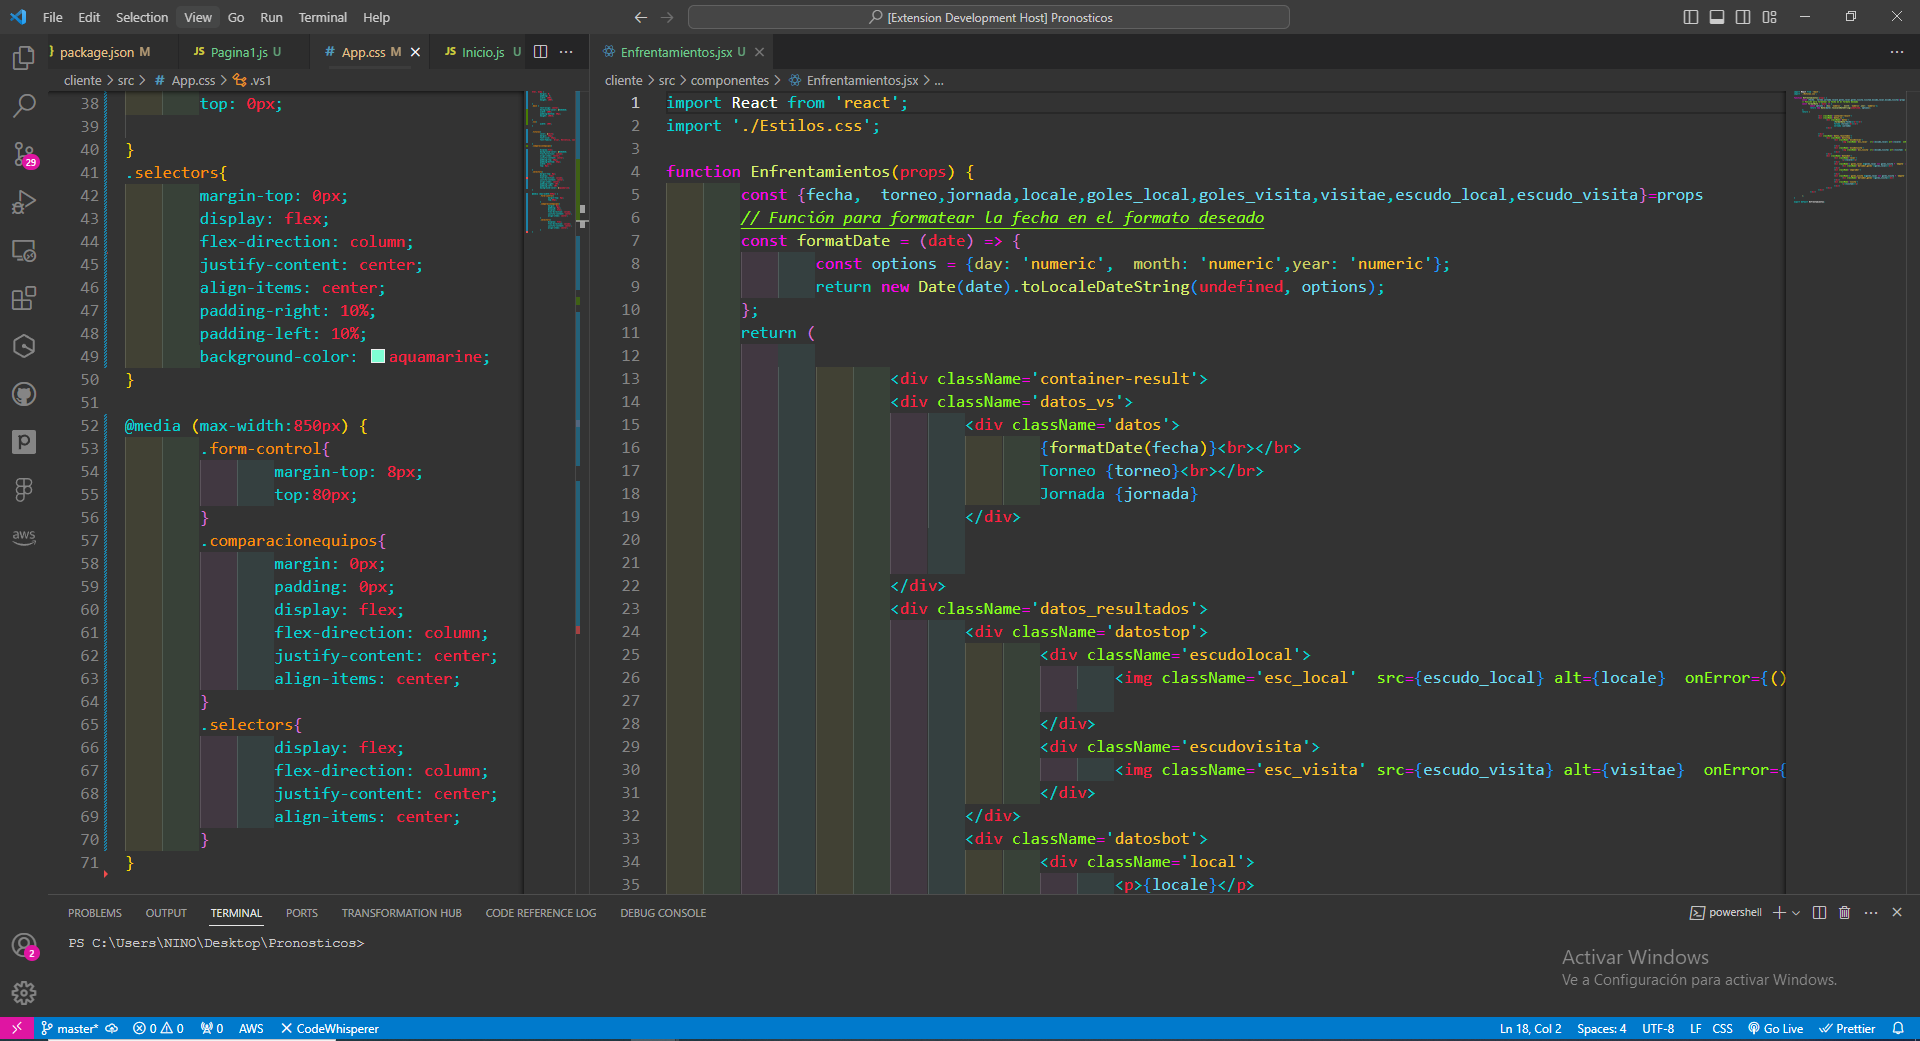 File Edit Selection View Go Run Terminal Help
[Extension Development Host] Pronosticos
package.json M
Pagina1.js U
App.css M
Inicio.js U
Enfrentamientos.jsx U
cliente > src > # App.css > .vs1
cliente > src > componentes > Enfrentamientos.jsx > ...
38 top: 0px;
39
40 }
41 .selectors{
42 margin-top: 0px;
43 display: flex;
44 flex-direction: column;
45 justify-content: center;
46 align-items: center;
47 padding-right: 10%;
48 padding-left: 10%;
49 background-color: aquamarine;
50 }
51
52 @media (max-width:850px) {
53 .form-control{
54 margin-top: 8px;
55 top:80px;
56 }
57 .comparacionequipos{
58 margin: 0px;
59 padding: 0px;
60 display: flex;
61 flex-direction: column;
62 justify-content: center;
63 align-items: center;
64 }
65 .selectors{
66 display: flex;
67 flex-direction: column;
68 justify-content: center;
69 align-items: center;
70 }
71 }
1 import React from 'react';
2 import './Estilos.css';
3
4 function Enfrentamientos(props) {
5 const {fecha, torneo,jornada,locale,goles_local,goles_visita,visitae,escudo_local,escudo_visita}=props
6 // Función para formatear la fecha en el formato deseado
7 const formatDate = (date) => {
8 const options = {day: 'numeric', month: 'numeric',year: 'numeric'};
9 return new Date(date).toLocaleDateString(undefined, options);
10 };
11 return (
12
13 <div className='container-result'>
14 <div className='datos_vs'>
15 <div className='datos'>
16 {formatDate(fecha)}<br></br>
17 Torneo {torneo}<br></br>
18 Jornada {jornada}
19 </div>
20
21
22 </div>
23 <div className='datos_resultados'>
24 <div className='datostop'>
25 <div className='escudolocal'>
26 <img className='esc_local' src={escudo_local} alt={locale} onError={()
27
28 </div>
29 <div className='escudovisita'>
30 <img className='esc_visita' src={escudo_visita} alt={visitae} onError={
31 </div>
32 </div>
33 <div className='datosbot'>
34 <div className='local'>
35 <p>{locale}</p>
29
aws
2
PROBLEMS OUTPUT TERMINAL PORTS TRANSFORMATION HUB CODE REFERENCE LOG DEBUG CONSOLE
powershell
PS C:\Users\NINO\Desktop\Pronosticos>
Activar Windows
Ve a Configuración para activar Windows.
master* 0 0 0 AWS CodeWhisperer
Ln 18, Col 2 Spaces: 4 UTF-8 LF CSS Go Live Prettier